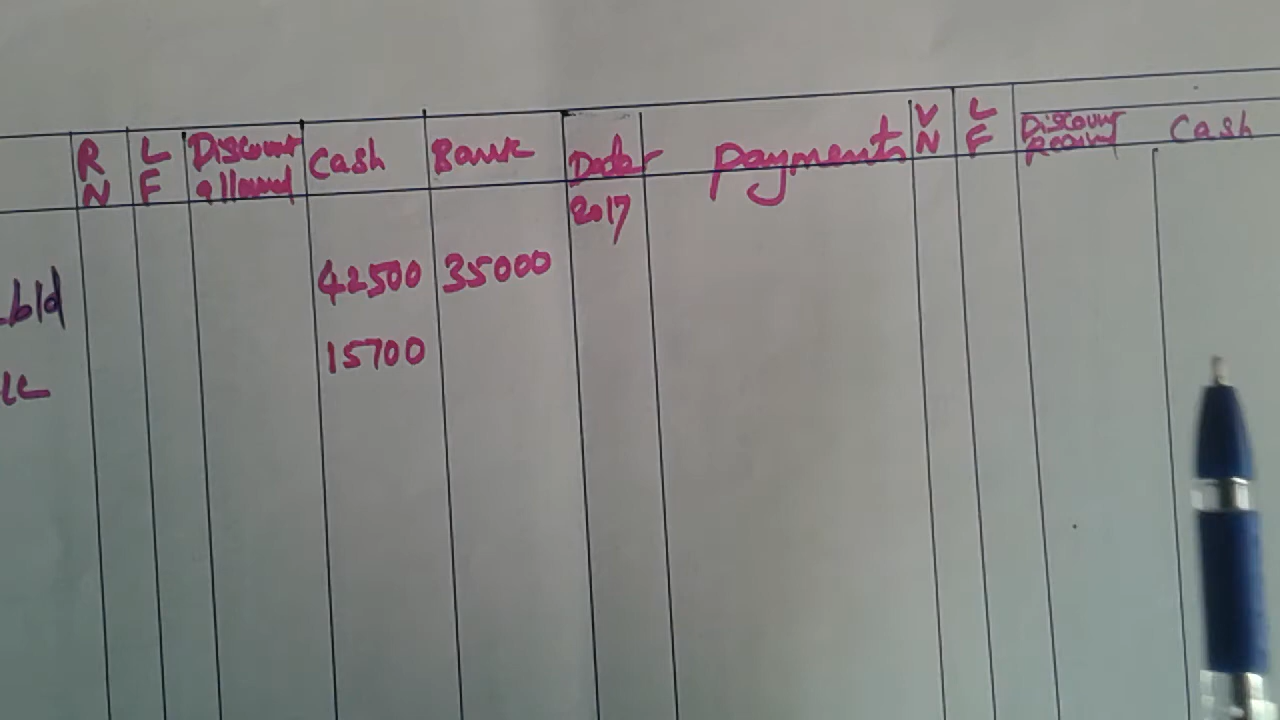 R N L F Discount allowed Cash Bank Date Payments V N L F Discount Received Cash
2017
b/d 42500 35000
15700